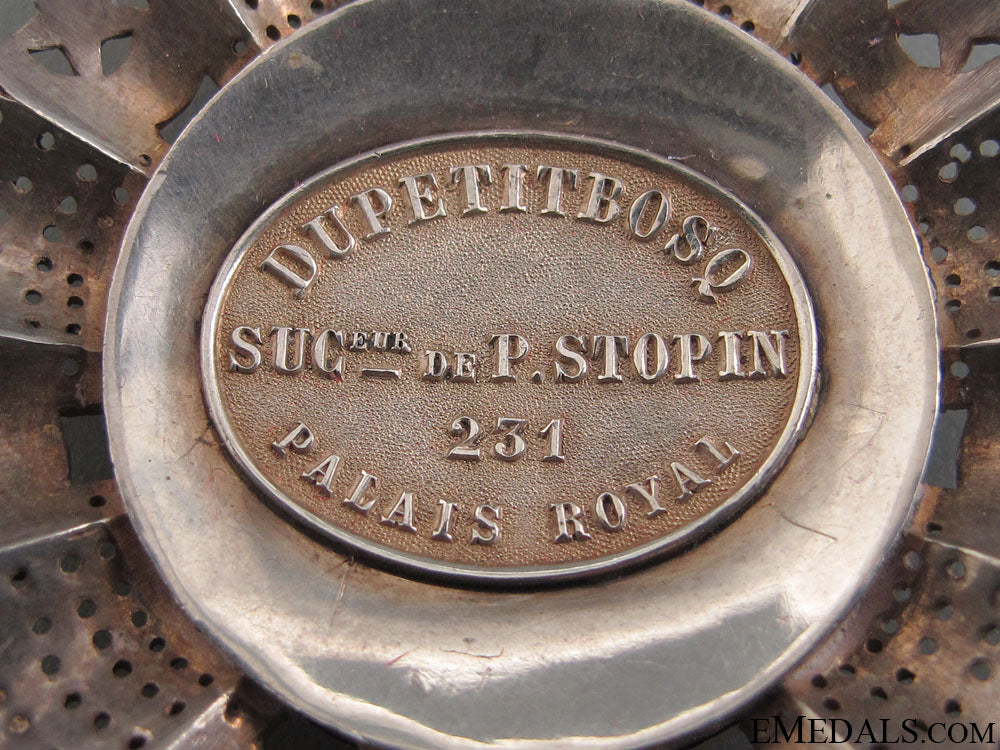 DUPETITBOSQ
SUCEUR DE P. STOPIN
231
PALAIS ROYAL
EMEDALS.COM